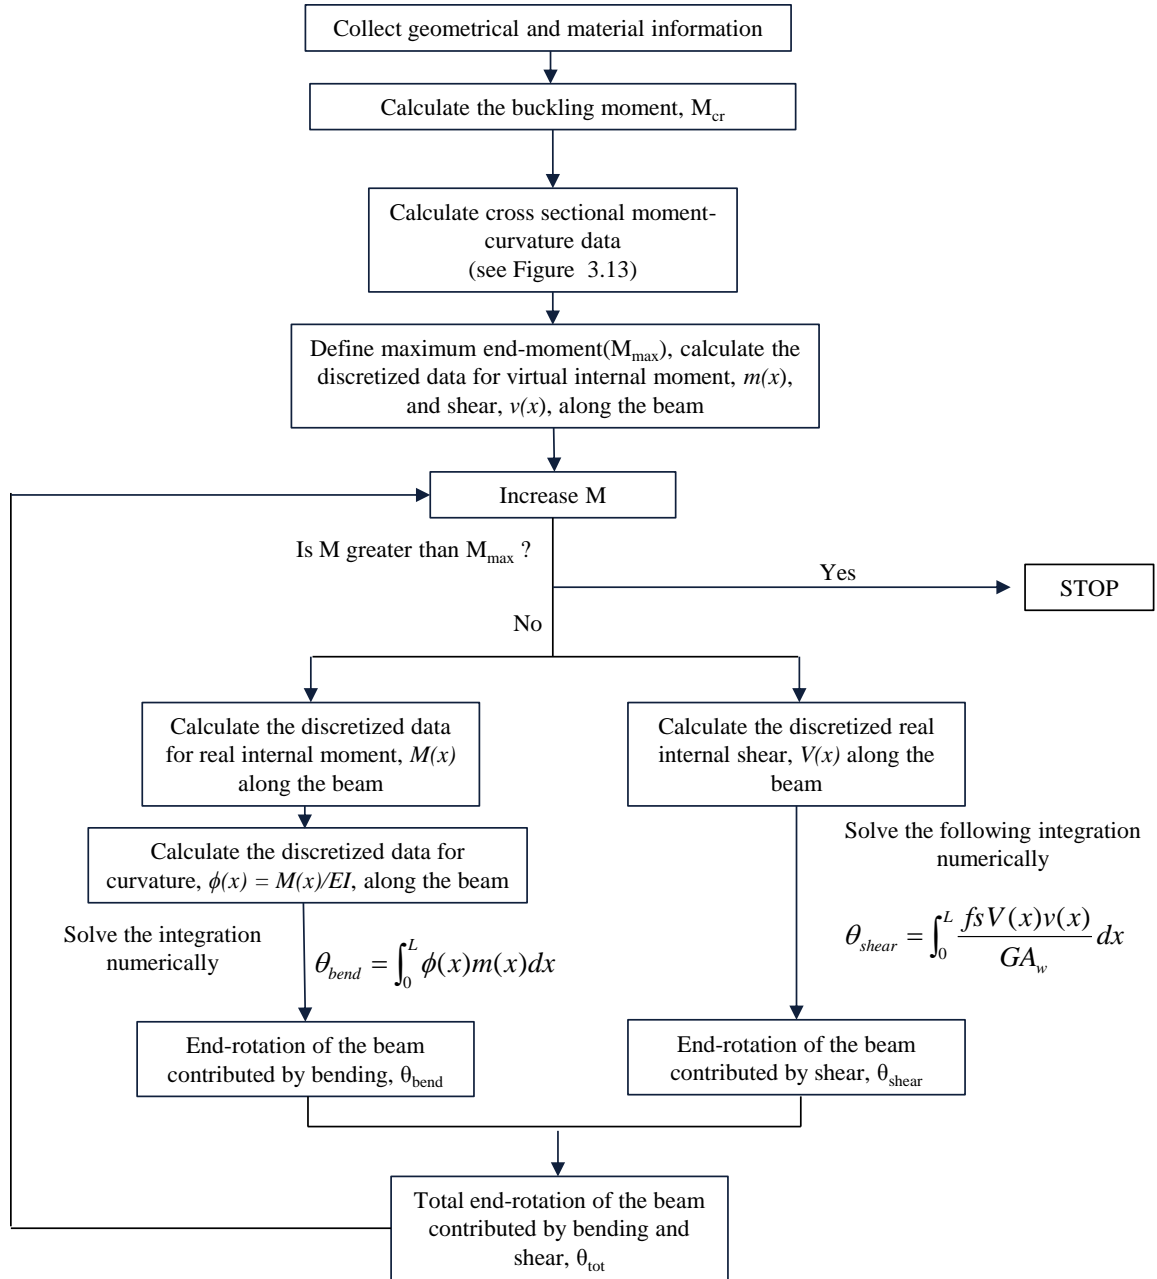 Collect geometrical and material information
Calculate the buckling moment, M_cr
Calculate cross sectional moment-
curvature data
(see Figure 3.13)
Define maximum end-moment(M_max), calculate the
discretized data for virtual internal moment, m(x),
and shear, v(x), along the beam
Increase M
Is M greater than M_max ?
Yes
STOP
No
Calculate the discretized data
for real internal moment, M(x)
along the beam
Calculate the discretized real
internal shear, V(x) along the
beam
Calculate the discretized data for
curvature, ϕ(x) = M(x)/EI, along the beam
Solve the following integration
numerically
Solve the integration
numerically
θ_bend = ∫_0^L ϕ(x)m(x)dx
θ_shear = ∫_0^L fsV(x)v(x)/GA_w dx
End-rotation of the beam
contributed by bending, θ_bend
End-rotation of the beam
contributed by shear, θ_shear
Total end-rotation of the beam
contributed by bending and
shear, θ_tot